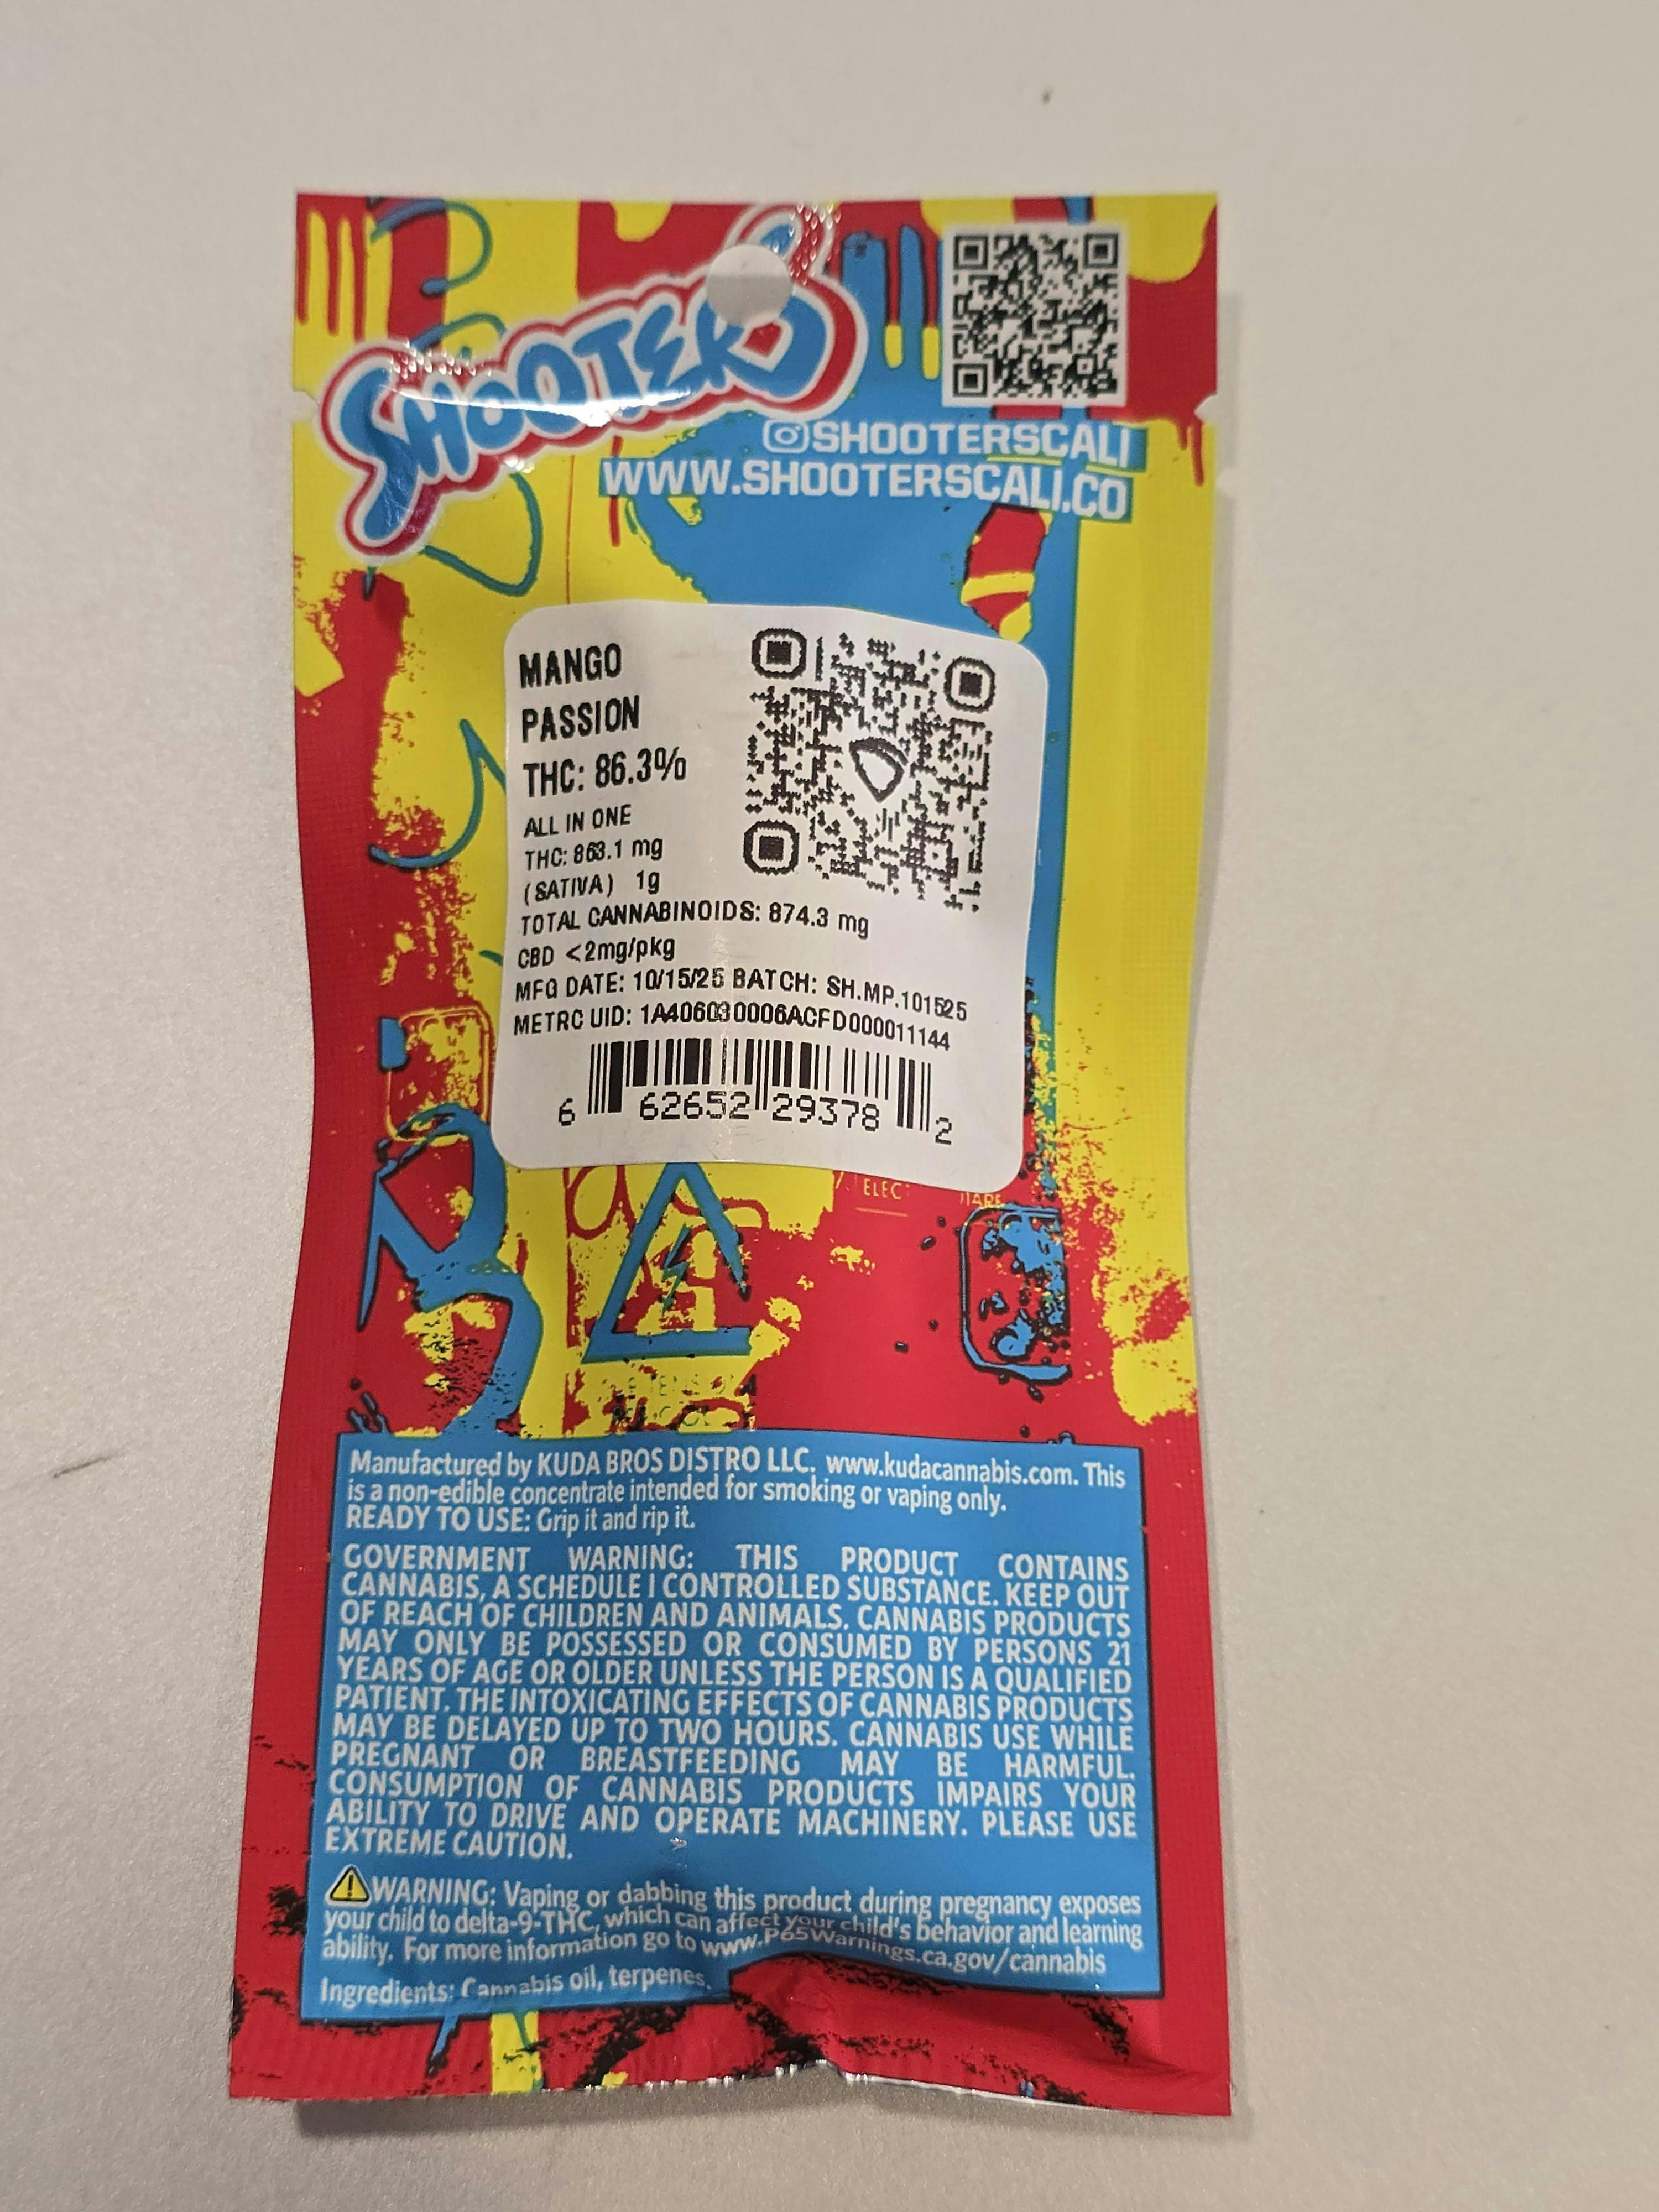 SHOOTERS
@SHOOTERSCALI
WWW.SHOOTERSCALI.CO
MANGO
PASSION
THC: 86.3%
ALL IN ONE
THC: 863.1 mg
(SATIVA) 1g
TOTAL CANNABINOIDS: 874.3 mg
CBD <2mg/pkg
MFG DATE: 10/15/25 BATCH: SH.MP.101525
METRC UID: 1A406030006ACFD000011144
6 62652 29378 2
ELEC
Manufactured by KUDA BROS DISTRO LLC. www.kudacannabis.com. This
is a non-edible concentrate intended for smoking or vaping only.
READY TO USE: Grip it and rip it.
GOVERNMENT WARNING: THIS PRODUCT CONTAINS
CANNABIS, A SCHEDULE I CONTROLLED SUBSTANCE. KEEP OUT
OF REACH OF CHILDREN AND ANIMALS. CANNABIS PRODUCTS
MAY ONLY BE POSSESSED OR CONSUMED BY PERSONS 21
YEARS OF AGE OR OLDER UNLESS THE PERSON IS A QUALIFIED
PATIENT. THE INTOXICATING EFFECTS OF CANNABIS PRODUCTS
MAY BE DELAYED UP TO TWO HOURS. CANNABIS USE WHILE
PREGNANT OR BREASTFEEDING MAY BE HARMFUL.
CONSUMPTION OF CANNABIS PRODUCTS IMPAIRS YOUR
ABILITY TO DRIVE AND OPERATE MACHINERY. PLEASE USE
EXTREME CAUTION.
⚠WARNING: Vaping or dabbing this product during pregnancy exposes
your child to delta-9-THC, which can affect your child's behavior and learning
ability. For more information go to www.P65Warnings.ca.gov/cannabis
Ingredients: Cannabis oil, terpenes.